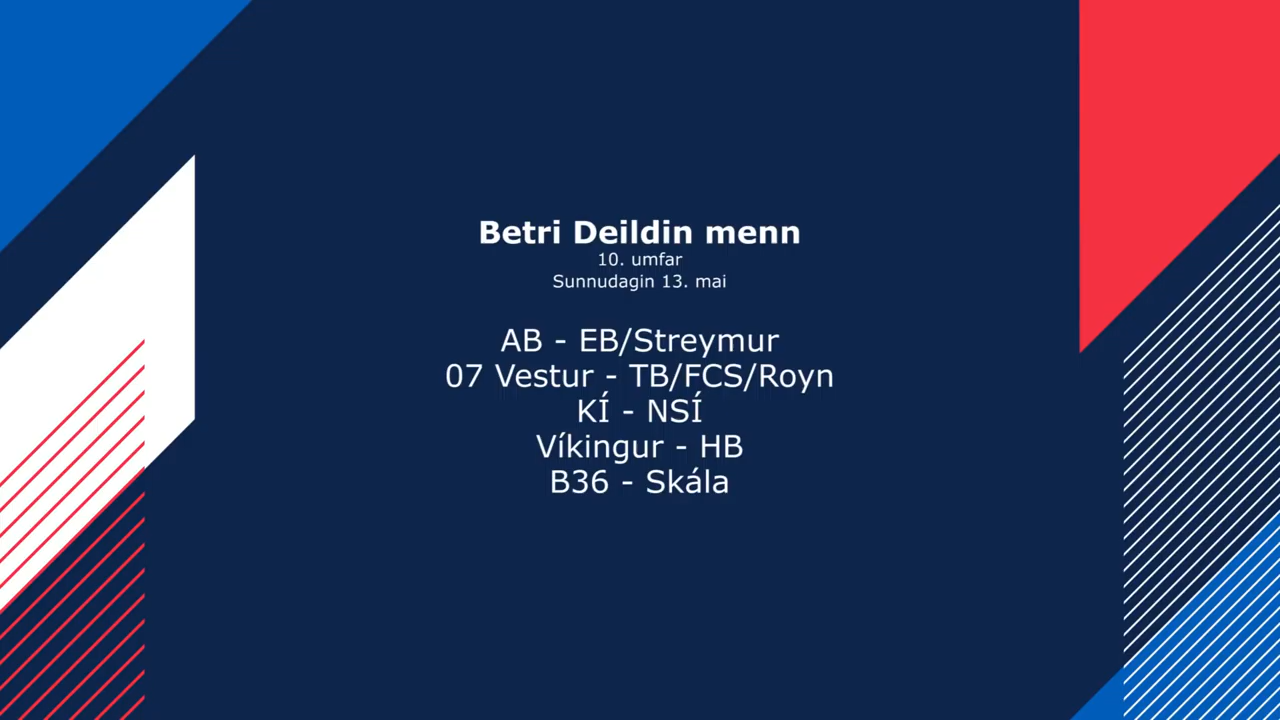 Betri Deildin menn
10. umfar
Sunnudagin 13. mai
AB - EB/Streymur
07 Vestur - TB/FCS/Royn
KÍ - NSÍ
Víkingur - HB
B36 - Skála